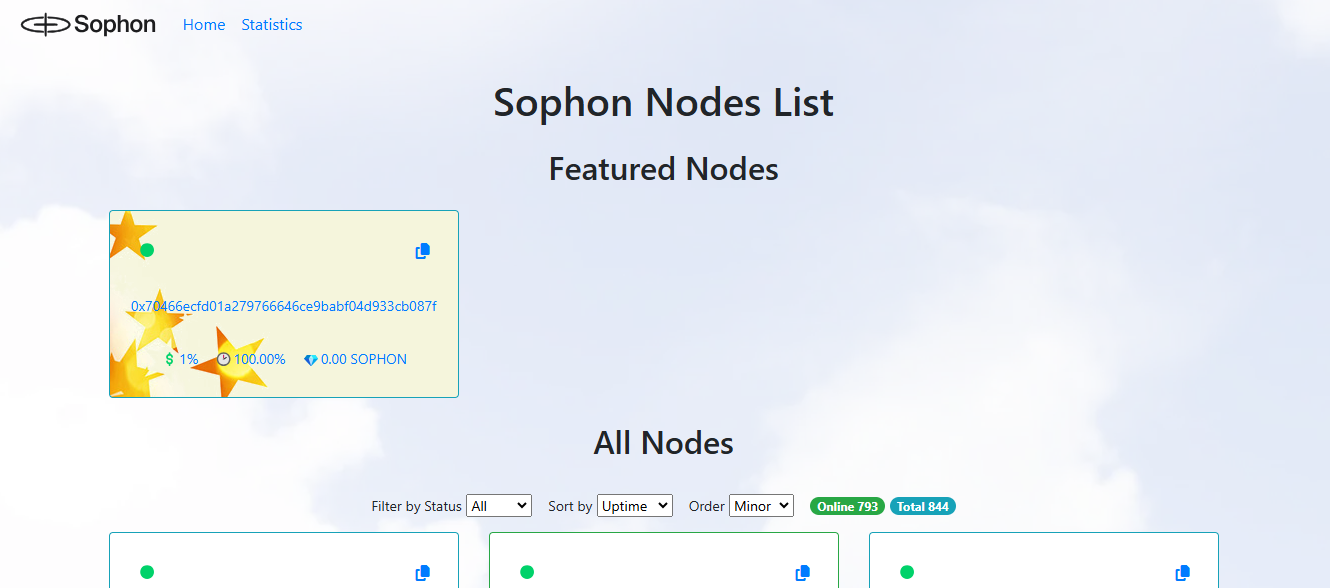 Sophon Home Statistics
Sophon Nodes List
Featured Nodes
0x70466ecfd01a279766646ce9babf04d933cb087f
1% 100.00% 0.00 SOPHON
All Nodes
Filter by Status All Sort by Uptime Order Minor Online 793 Total 844